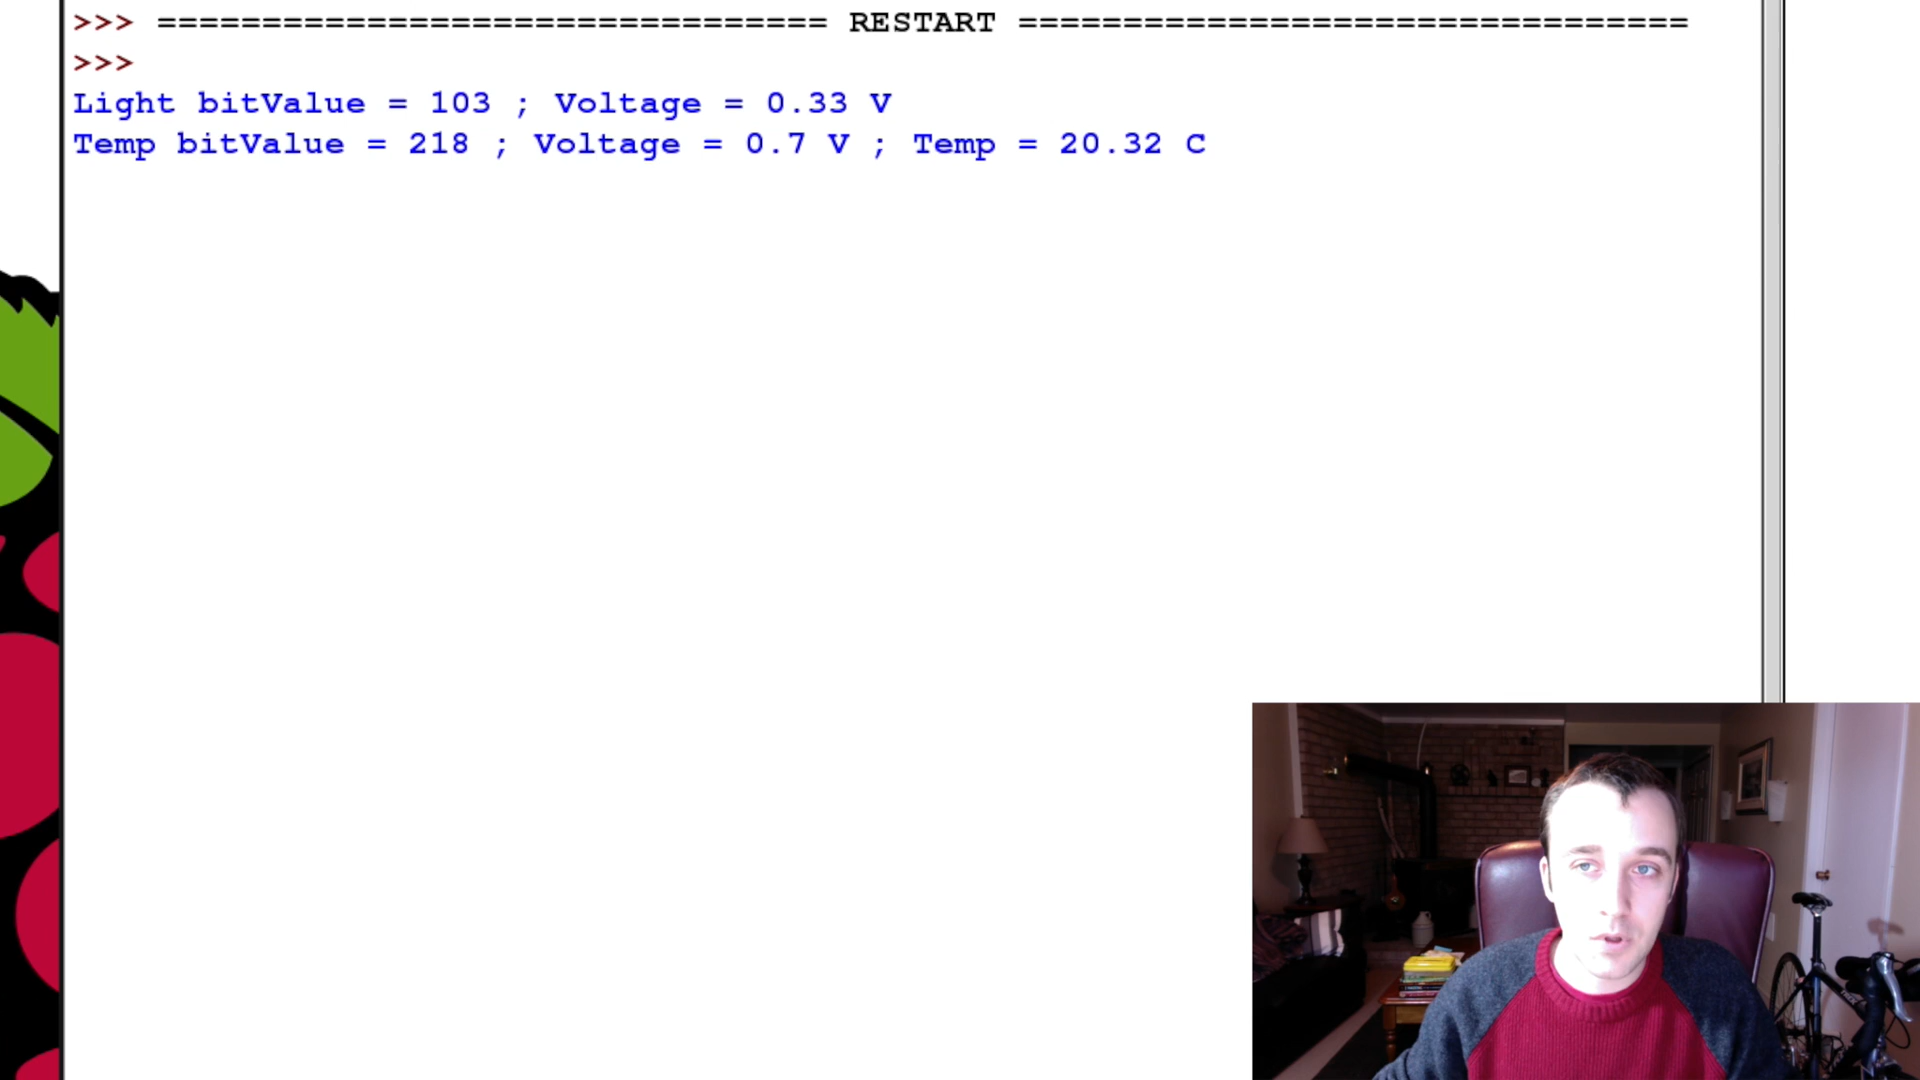 >>> ================================ RESTART ================================
>>>
Light bitValue = 103 ; Voltage = 0.33 V
Temp bitValue = 218 ; Voltage = 0.7 V ; Temp = 20.32 C